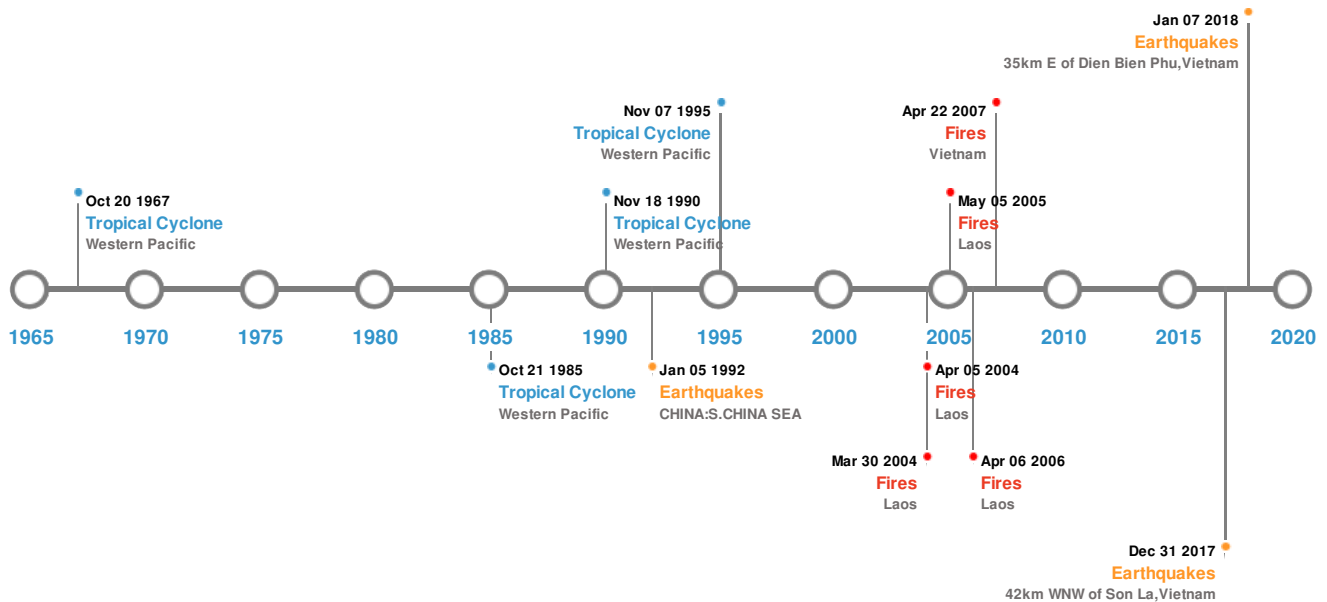 Jan 07 2018
Earthquakes
35km E of Dien Bien Phu,Vietnam
Nov 07 1995
Tropical Cyclone
Western Pacific
Apr 22 2007
Fires
Vietnam
Oct 20 1967
Tropical Cyclone
Western Pacific
Nov 18 1990
Tropical Cyclone
Western Pacific
May 05 2005
Fires
Laos
1965
1970
1975
1980
1985
1990
1995
2000
2005
2010
2015
2020
Oct 21 1985
Tropical Cyclone
Western Pacific
Jan 05 1992
Earthquakes
CHINA:S.CHINA SEA
Apr 05 2004
Fires
Laos
Mar 30 2004
Fires
Laos
Apr 06 2006
Fires
Laos
Dec 31 2017
Earthquakes
42km WNW of Son La,Vietnam